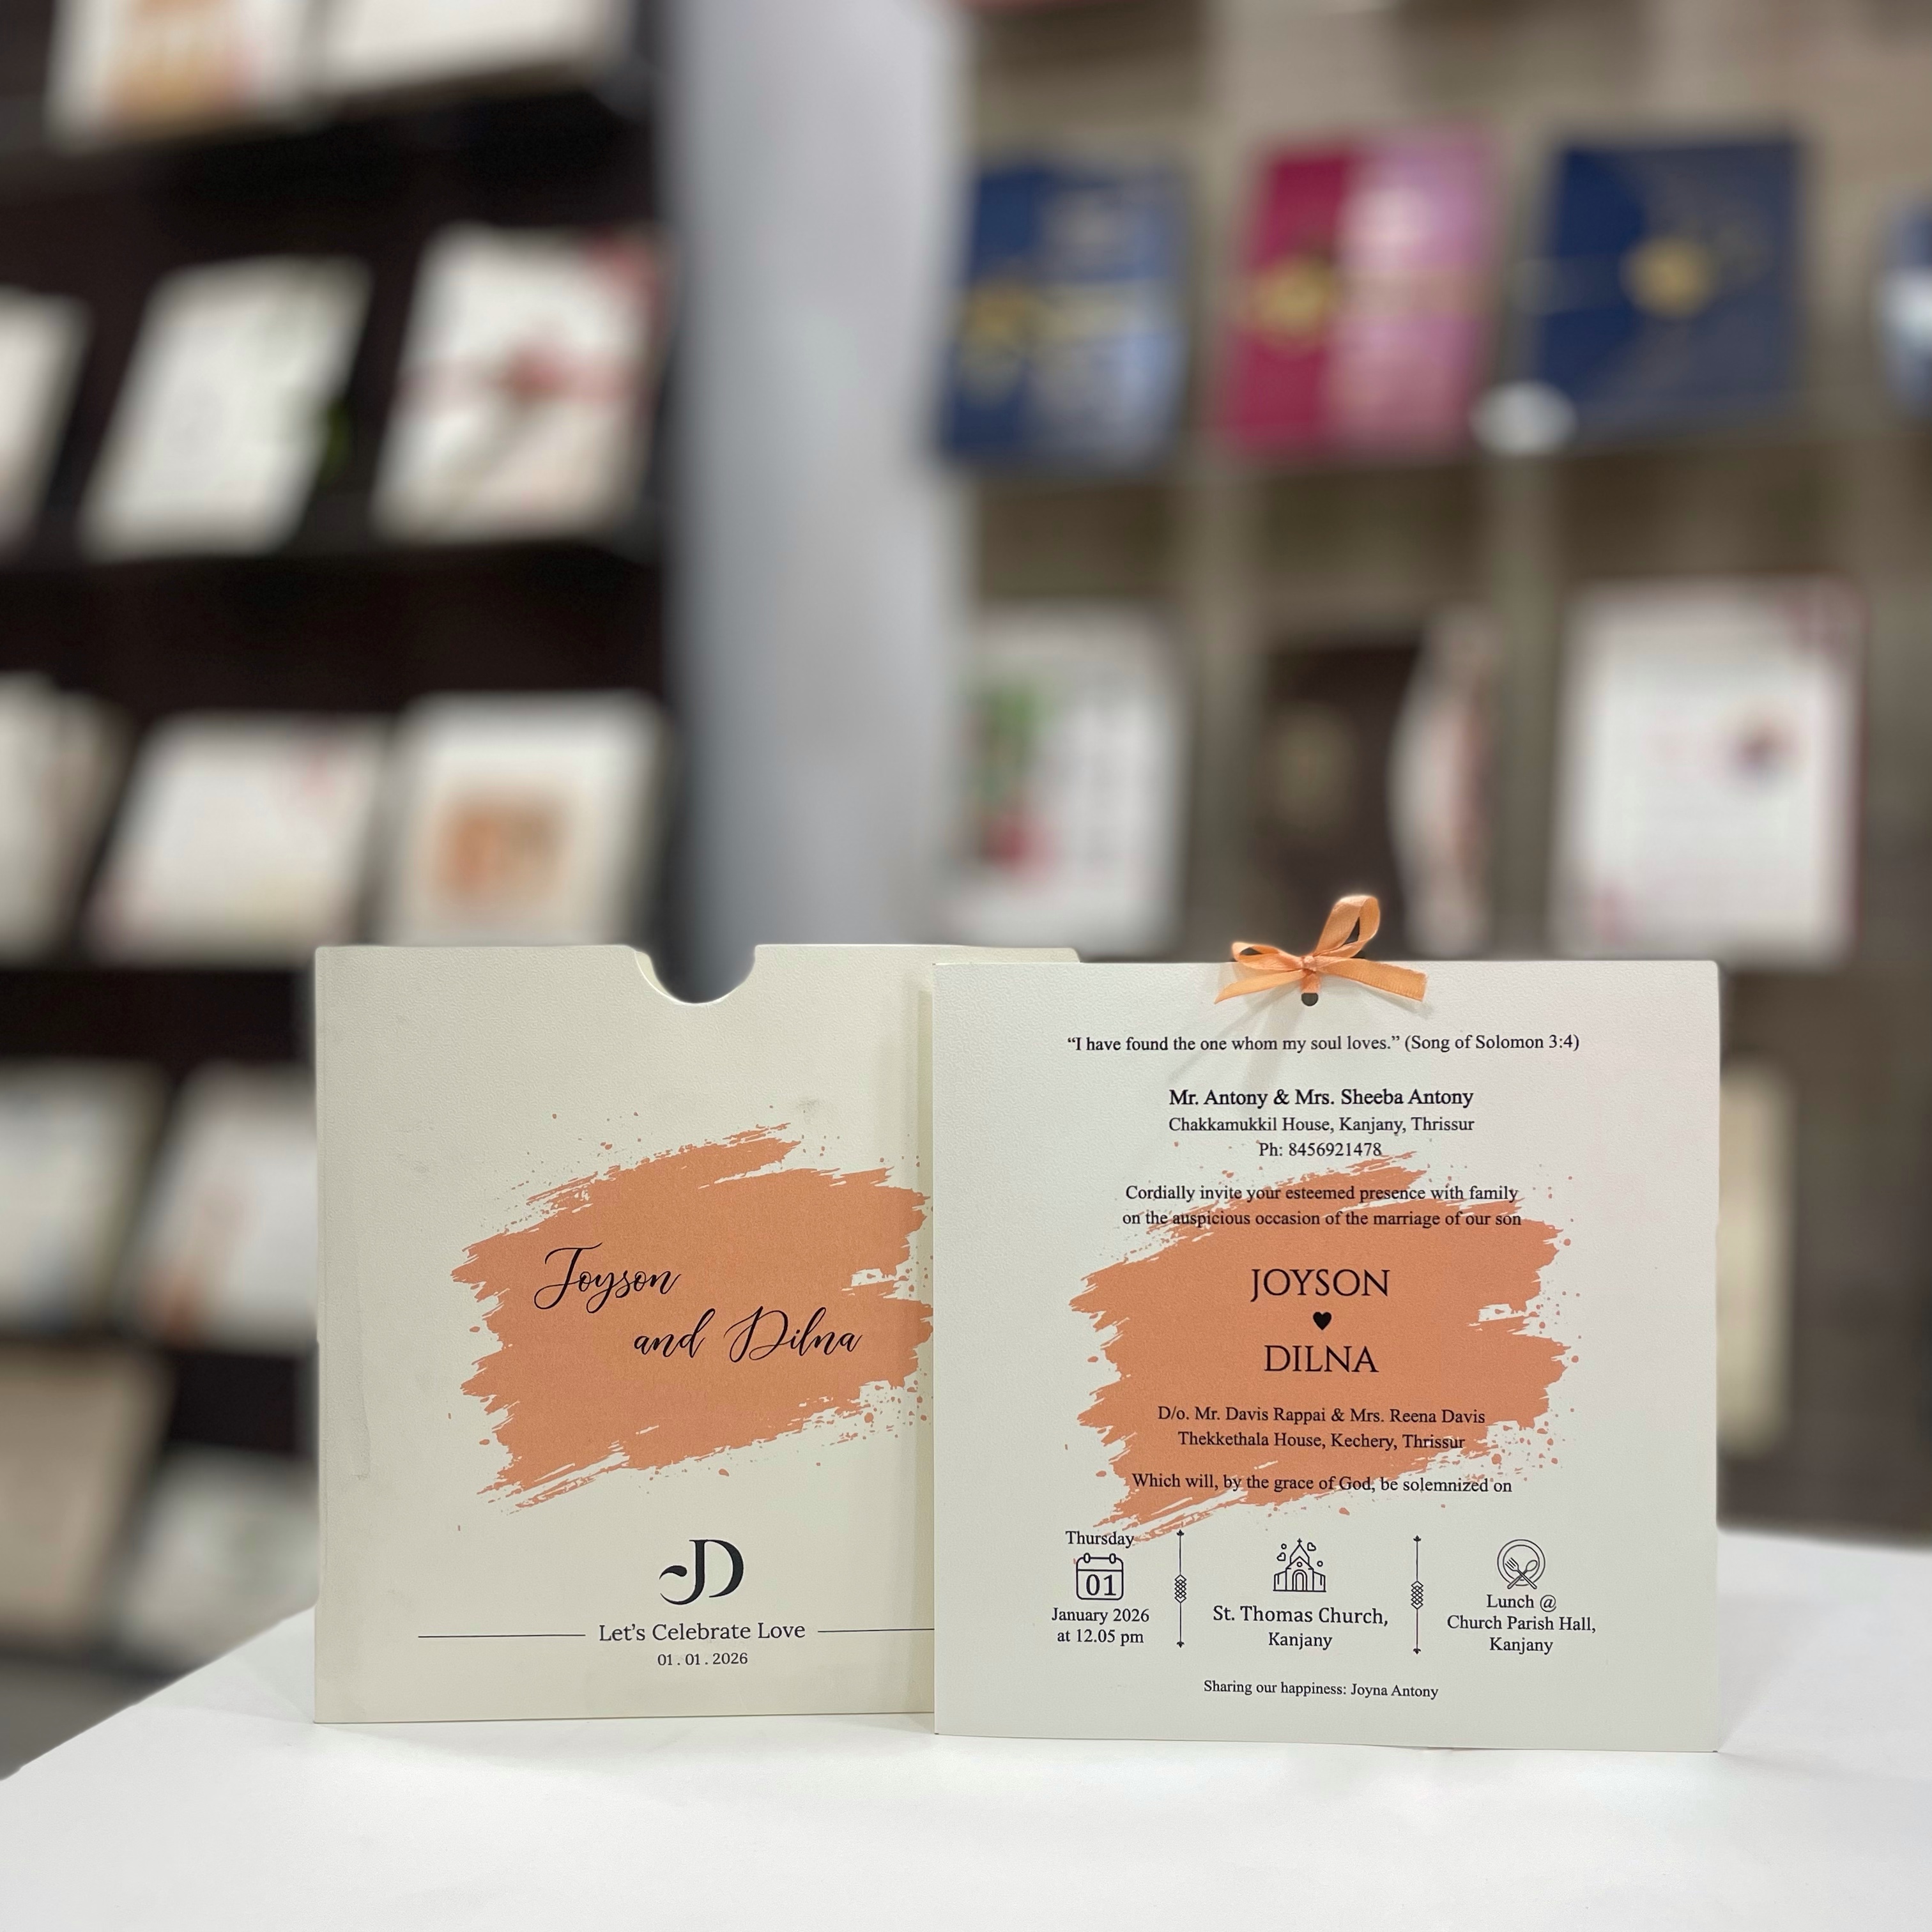 Joyson
and Dilna
JD
Let's Celebrate Love
01 . 01 . 2026
“I have found the one whom my soul loves.” (Song of Solomon 3:4)
Mr. Antony & Mrs. Sheeba Antony
Chakkamukkil House, Kanjany, Thrissur
Ph: 8456921478
Cordially invite your esteemed presence with family
on the auspicious occasion of the marriage of our son
JOYSON
DILNA
D/o. Mr. Davis Rappai & Mrs. Reena Davis
Thekkethala House, Kechery, Thrissur
Which will, by the grace of God, be solemnized on
Thursday
01
January 2026
at 12.05 pm
St. Thomas Church,
Kanjany
Lunch @
Church Parish Hall,
Kanjany
Sharing our happiness: Joyna Antony